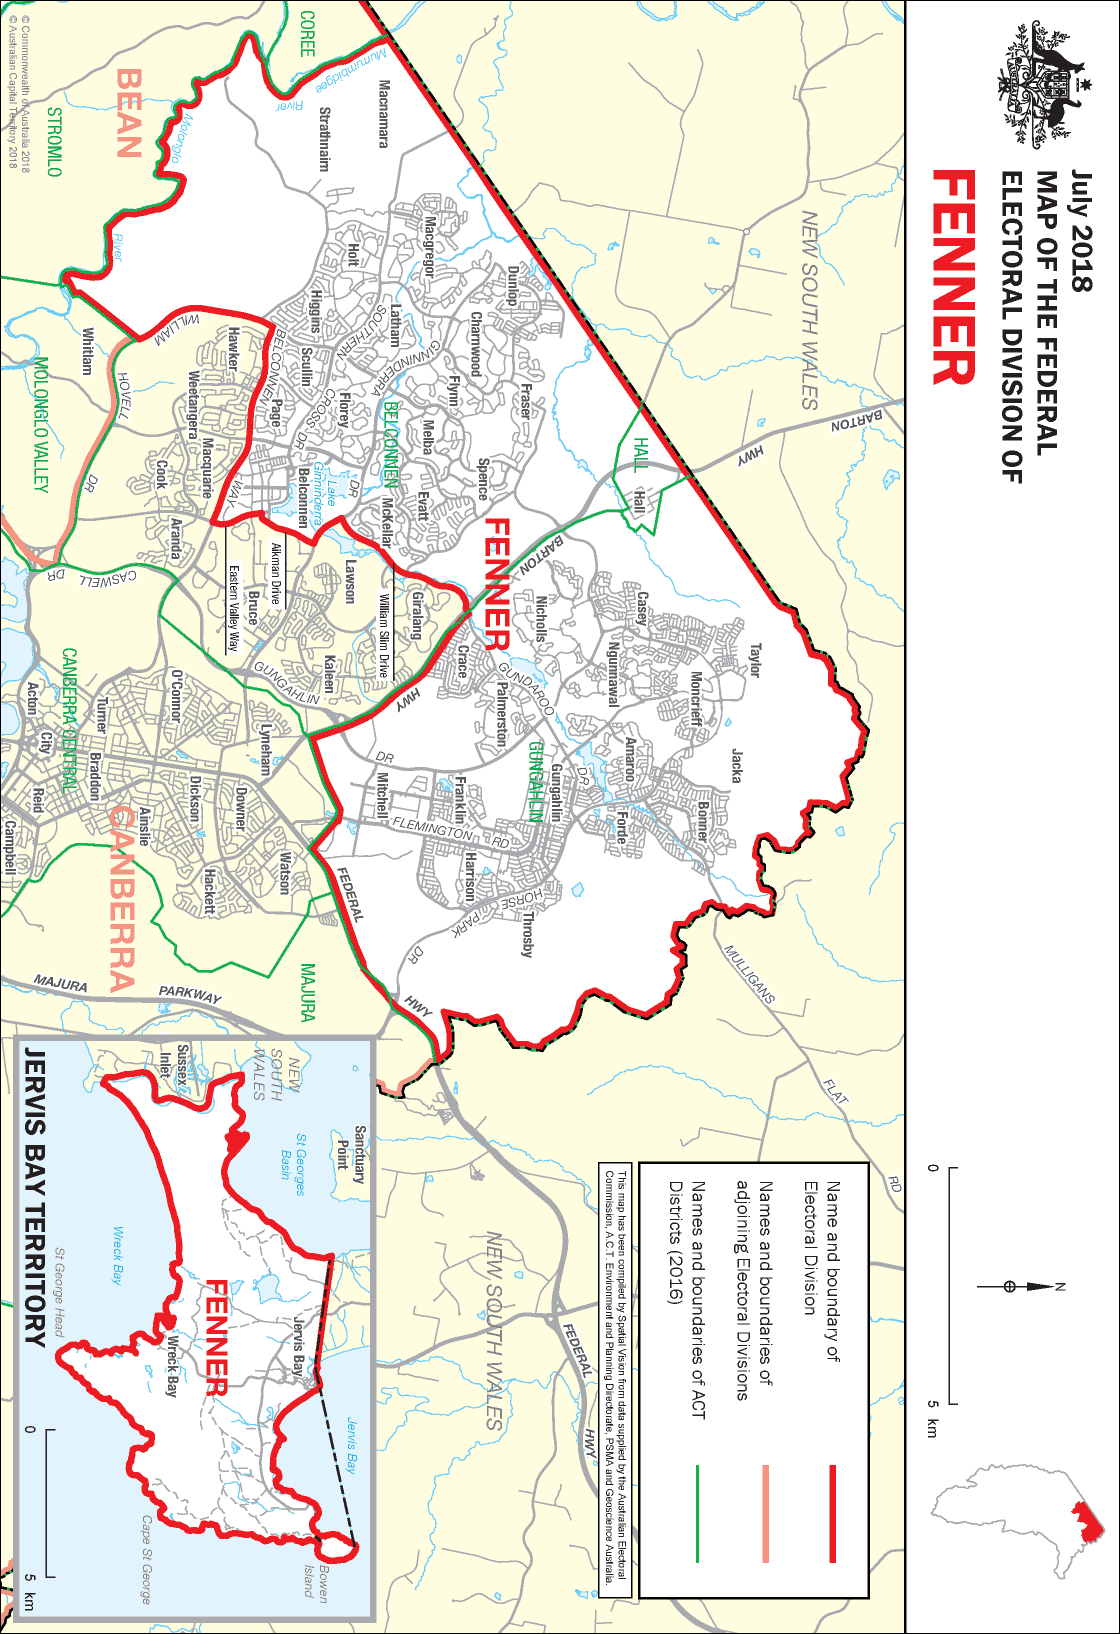 July 2018
MAP OF THE FEDERAL
ELECTORAL DIVISION OF
FENNER
0
5 km
N
Name and boundary of
Electoral Division
Names and boundaries of
adjoining Electoral Divisions
Names and boundaries of ACT
Districts (2016)
This map has been compiled by Spatial Vision from data supplied by the Australian Electoral
Commission, A.C.T. Environment and Planning Directorate, PSMA and Geoscience Australia.
NEW SOUTH WALES
BARTON
HWY
MULLIGANS
FLAT
RD
HALL
Hall
Taylor
Jacka
Bonner
Moncrieff
Casey
Ngunnawal
Amaroo
Forde
Nicholls
GUNDAROO
DR
Palmerston
GUNGAHLIN
Gungahlin
Crace
Throsby
HORSE
PARK
DR
Harrison
Franklin
FLEMINGTON
RD
Mitchell
DR
FENNER
BARTON
HWY
COREE
Murrumbidgee
River
Macnamara
Strathnairn
Macgregor
Dunlop
Holt
Charnwood
Fraser
Latham
Flynn
Spence
Higgins
SOUTHERN
CROSS
DR
GINNINDERRA
DR
Melba
Evatt
Scullin
Florey
BELCONNEN
McKellar
Page
Lake
Ginninderra
Belconnen
BELCONNEN
WAY
Hawker
Weetangera
Macquarie
Cook
Aranda
WILLIAM
HOVELL
DR
Whitlam
Molonglo
River
BEAN
STROMLO
MOLONGLO VALLEY
Giralang
William Slim Drive
Lawson
Kaleen
Aikman Drive
Bruce
Eastern Valley Way
GUNGAHLIN
CASWELL
DR
O'Connor
Lyneham
Turner
Acton
City
CANBERRA CENTRAL
Braddon
Reid
Dickson
Downer
Ainslie
Watson
Hackett
Campbell
CANBERRA
FEDERAL
HWY
MAJURA
MAJURA
PARKWAY
NEW SOUTH WALES
FEDERAL
HWY
© Commonwealth of Australia 2018
© Australian Capital Territory 2018
JERVIS BAY TERRITORY
Sussex
Inlet
NEW
SOUTH
WALES
Sanctuary
Point
St Georges
Basin
Wreck Bay
St George Head
FENNER
Jervis Bay
Wreck Bay
Jervis Bay
Bowen
Island
Cape St George
0
5 km